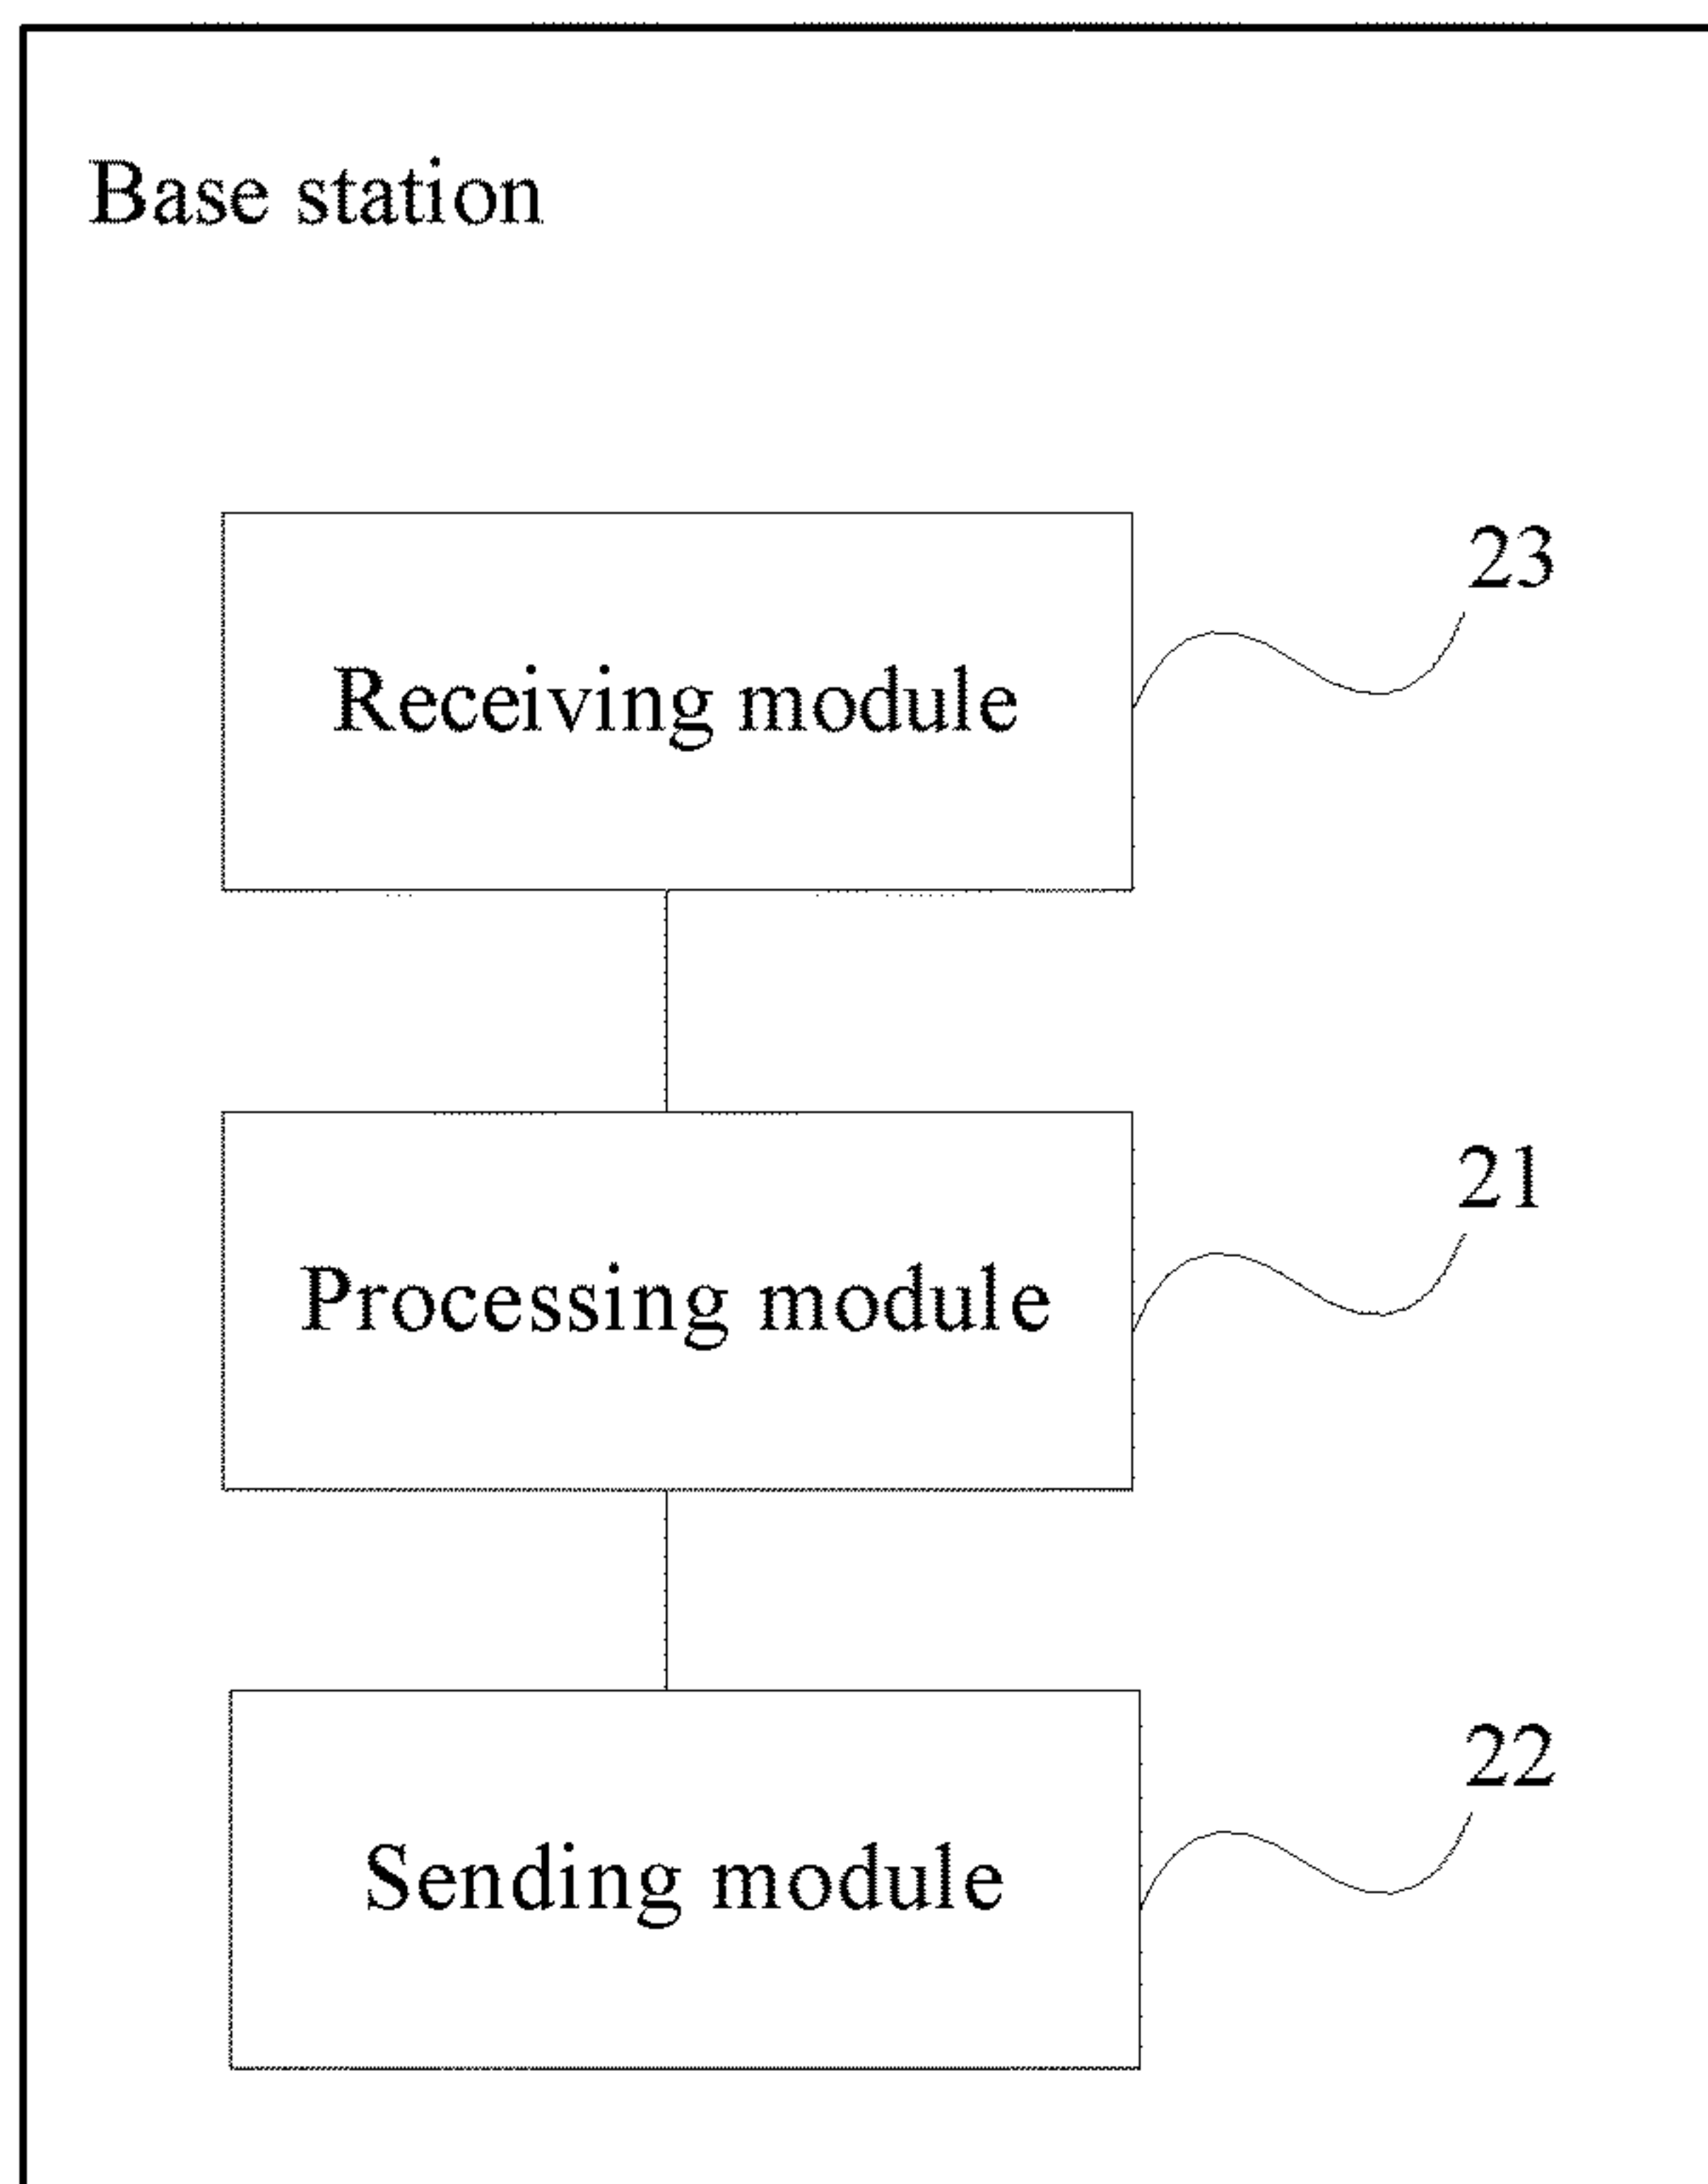 Base station
23
Receiving module
21
Processing module
22
Sending module